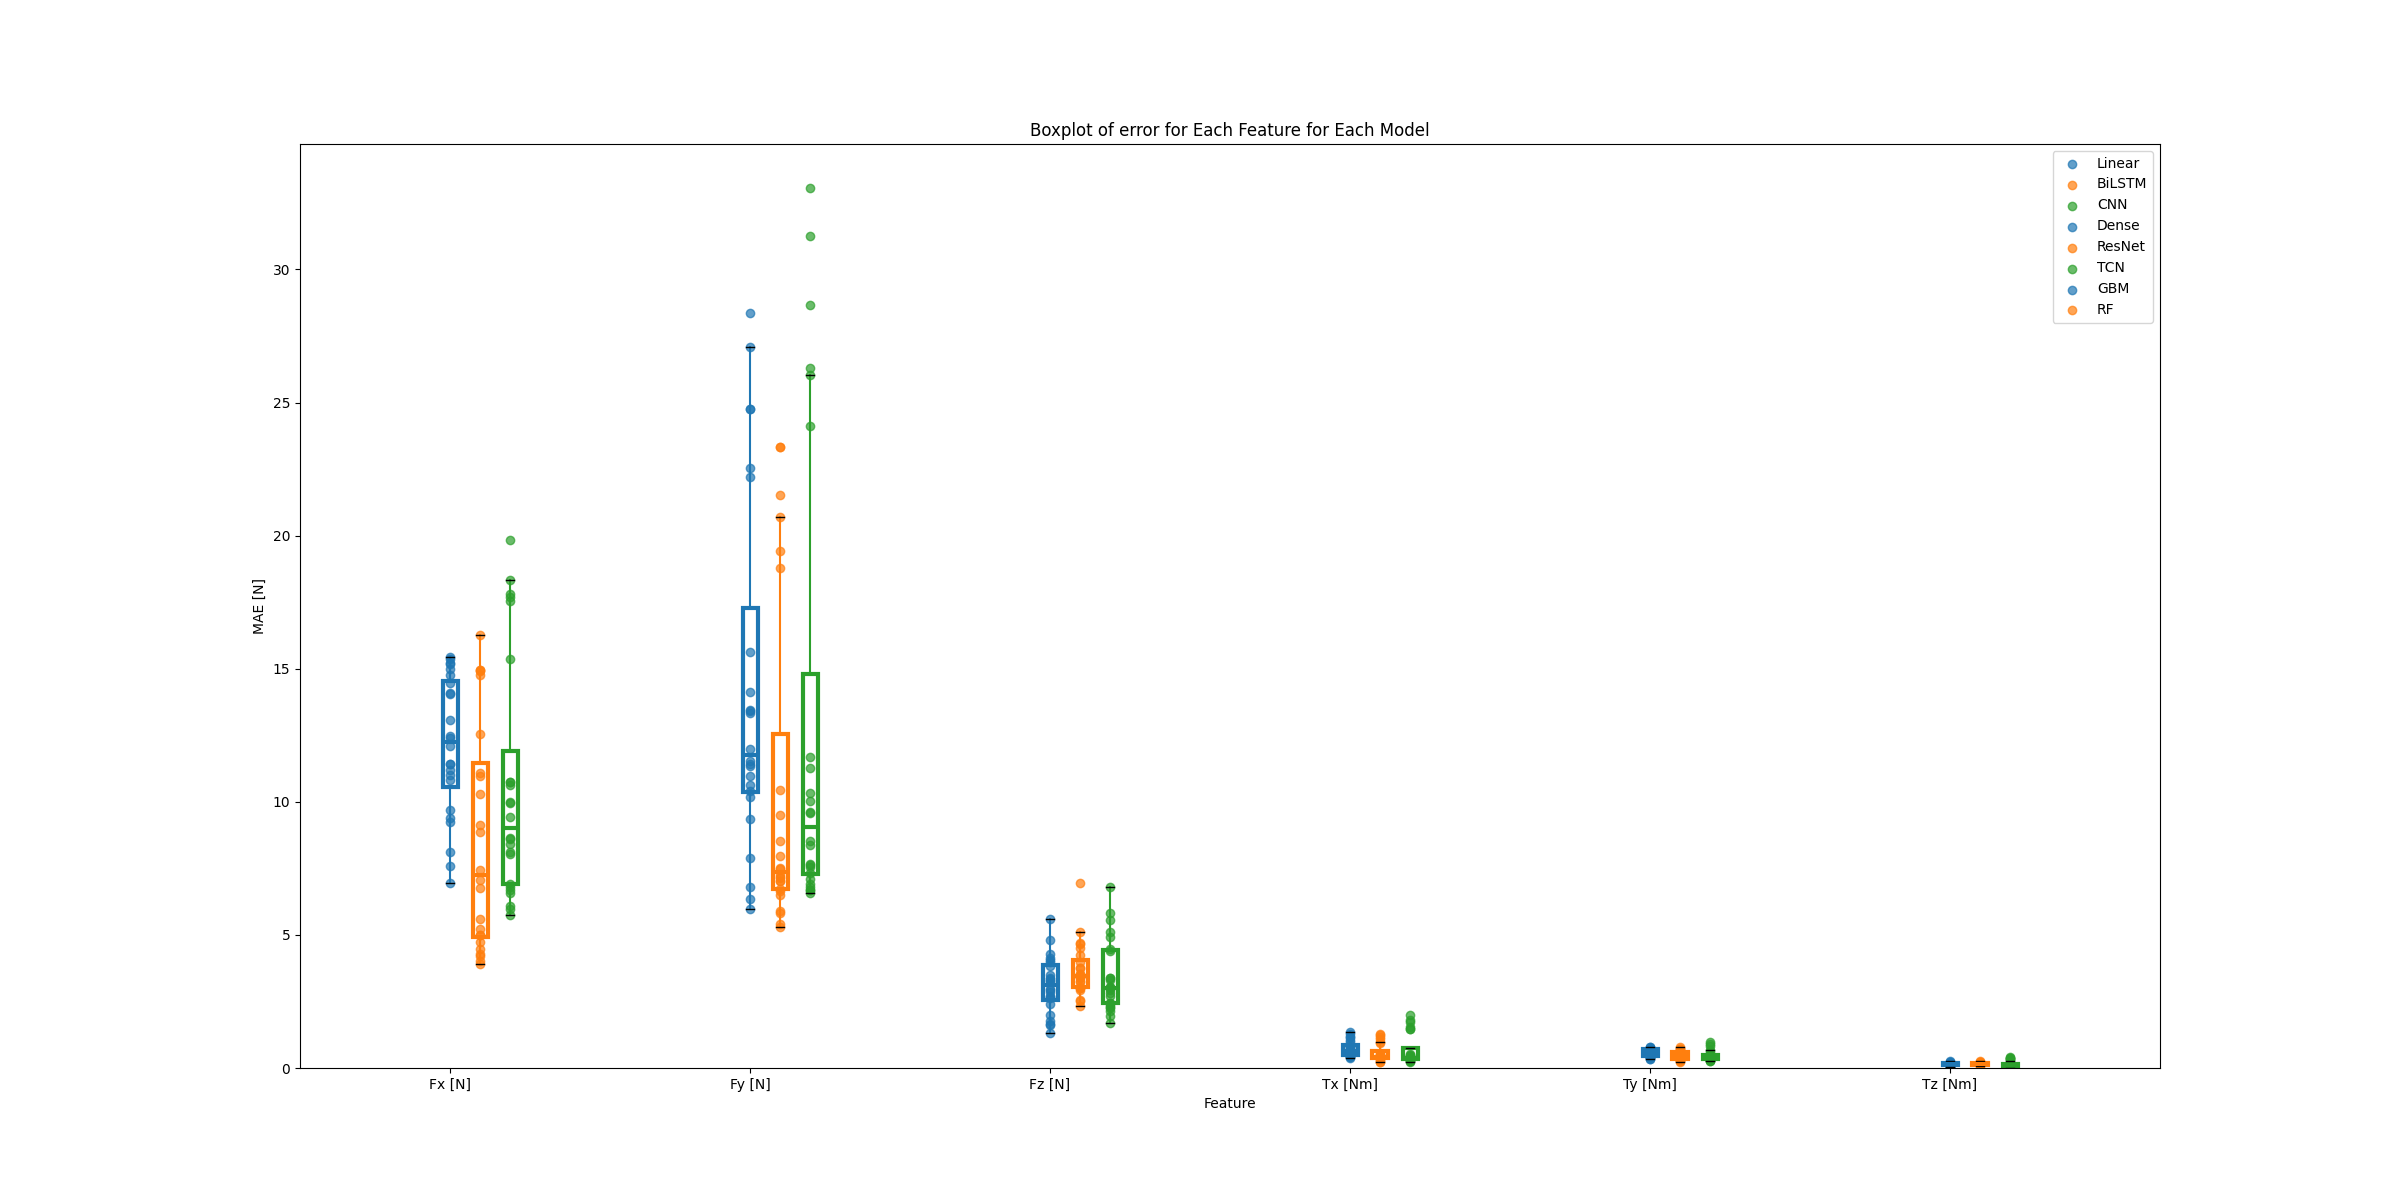 Boxplot of error for Each Feature for Each Model
Linear
BiLSTM
CNN
Dense
ResNet
TCN
GBM
RF
MAE [N]
30
25
20
15
10
5
0
Fx [N] Fy [N] Fz [N] Tx [Nm] Ty [Nm] Tz [Nm]
Feature